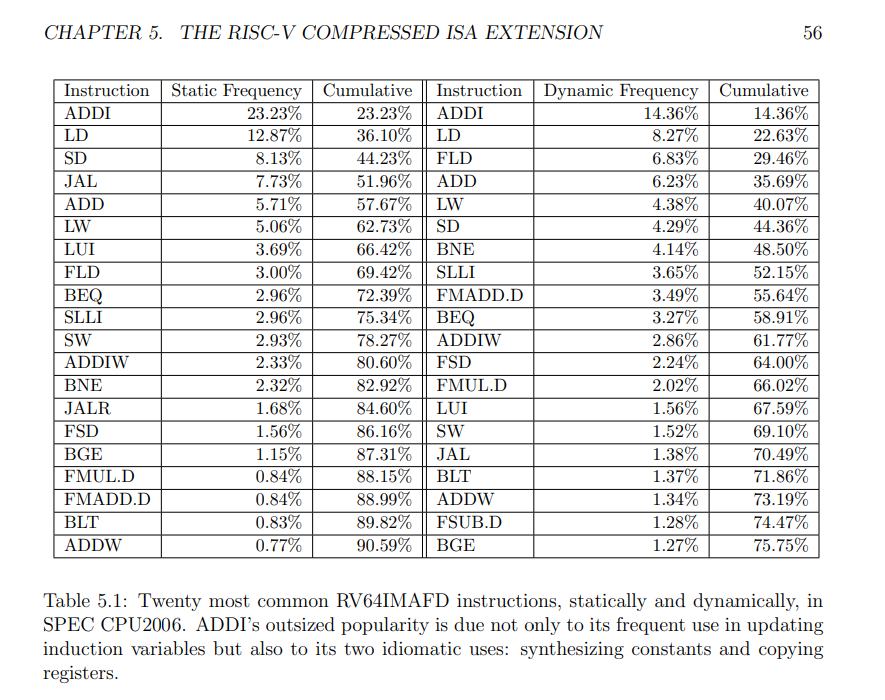 CHAPTER 5. THE RISC-V COMPRESSED ISA EXTENSION 56
Instruction Static Frequency Cumulative Instruction Dynamic Frequency Cumulative
ADDI 23.23% 23.23% ADDI 14.36% 14.36%
LD 12.87% 36.10% LD 8.27% 22.63%
SD 8.13% 44.23% FLD 6.83% 29.46%
JAL 7.73% 51.96% ADD 6.23% 35.69%
ADD 5.71% 57.67% LW 4.38% 40.07%
LW 5.06% 62.73% SD 4.29% 44.36%
LUI 3.69% 66.42% BNE 4.14% 48.50%
FLD 3.00% 69.42% SLLI 3.65% 52.15%
BEQ 2.96% 72.39% FMADD.D 3.49% 55.64%
SLLI 2.96% 75.34% BEQ 3.27% 58.91%
SW 2.93% 78.27% ADDIW 2.86% 61.77%
ADDIW 2.33% 80.60% FSD 2.24% 64.00%
BNE 2.32% 82.92% FMUL.D 2.02% 66.02%
JALR 1.68% 84.60% LUI 1.56% 67.59%
FSD 1.56% 86.16% SW 1.52% 69.10%
BGE 1.15% 87.31% JAL 1.38% 70.49%
FMUL.D 0.84% 88.15% BLT 1.37% 71.86%
FMADD.D 0.84% 88.99% ADDW 1.34% 73.19%
BLT 0.83% 89.82% FSUB.D 1.28% 74.47%
ADDW 0.77% 90.59% BGE 1.27% 75.75%
Table 5.1: Twenty most common RV64IMAFD instructions, statically and dynamically, in
SPEC CPU2006. ADDI's outsized popularity is due not only to its frequent use in updating
induction variables but also to its two idiomatic uses: synthesizing constants and copying
registers.